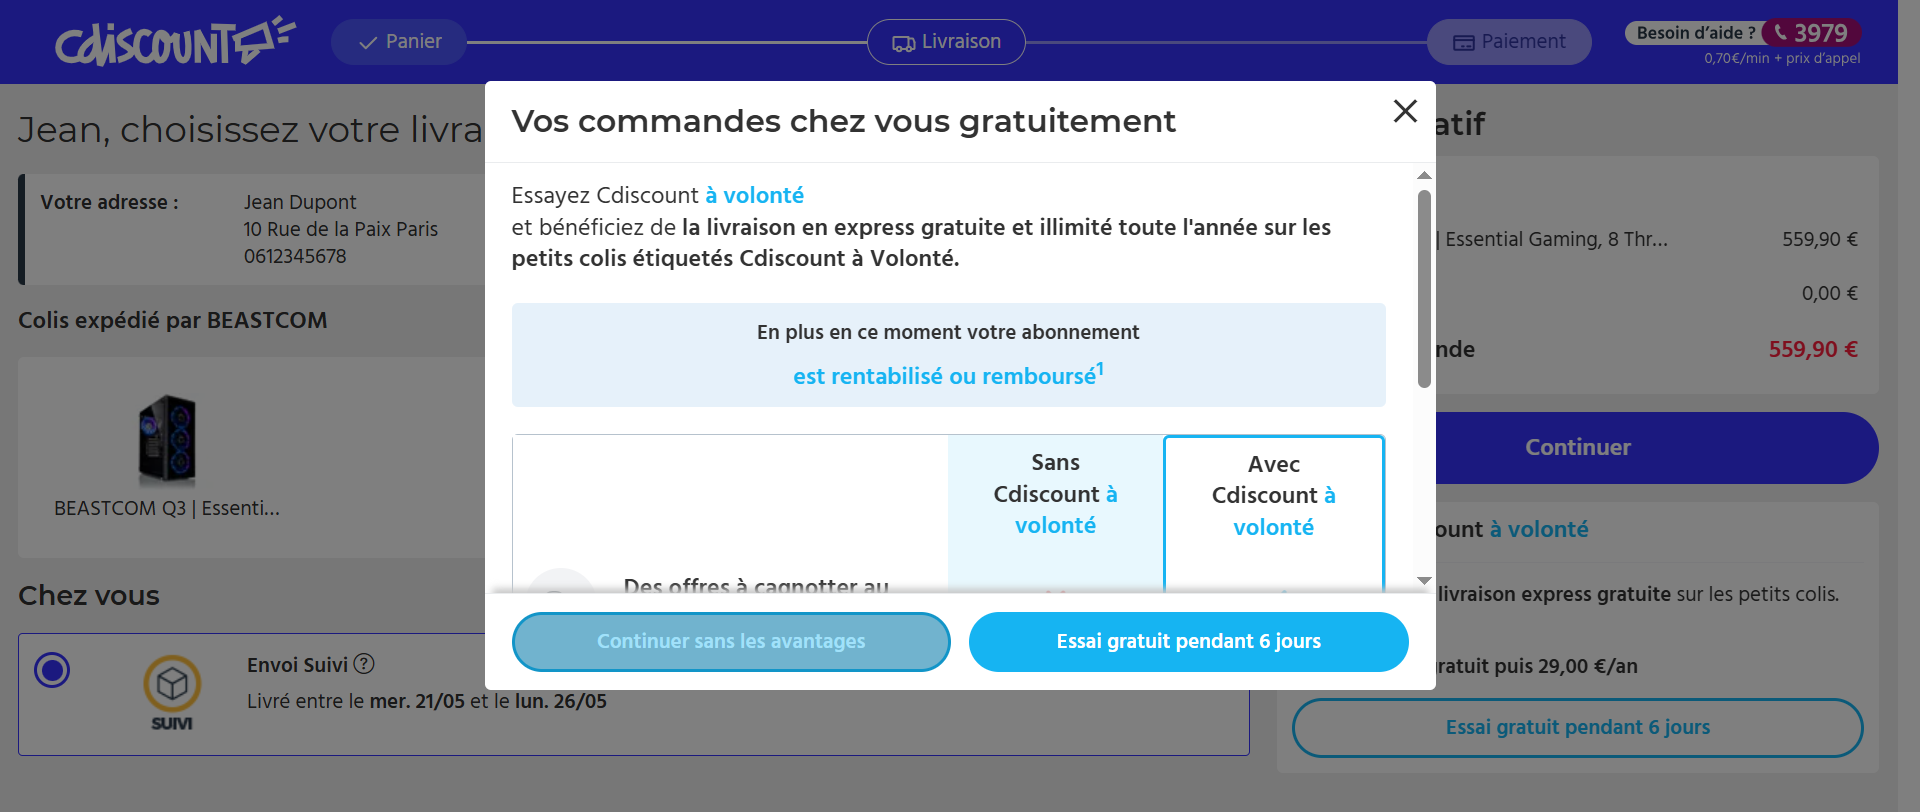 Cdiscount
Panier
Livraison
Paiement
Besoin d'aide ? 3979
0,70€/min + prix d'appel
Jean, choisissez votre livra
Votre adresse :
Jean Dupont
10 Rue de la Paix Paris
0612345678
Colis expédié par BEASTCOM
BEASTCOM Q3 | Essenti...
Chez vous
SUIVI
Envoi Suivi ?
Livré entre le mer. 21/05 et le lun. 26/05
Vos commandes chez vous gratuitement
Essayez Cdiscount à volonté
et bénéficiez de la livraison en express gratuite et illimité toute l'année sur les
petits colis étiquetés Cdiscount à Volonté.
En plus en ce moment votre abonnement
est rentabilisé ou remboursé1
Sans
Cdiscount à
volonté
Avec
Cdiscount à
volonté
Des offres à cagnotter au
Continuer sans les avantages
Essai gratuit pendant 6 jours
atif
| Essential Gaming, 8 Thr...
559,90 €
0,00 €
nde
559,90 €
Continuer
ount à volonté
livraison express gratuite sur les petits colis.
ratuit puis 29,00 €/an
Essai gratuit pendant 6 jours